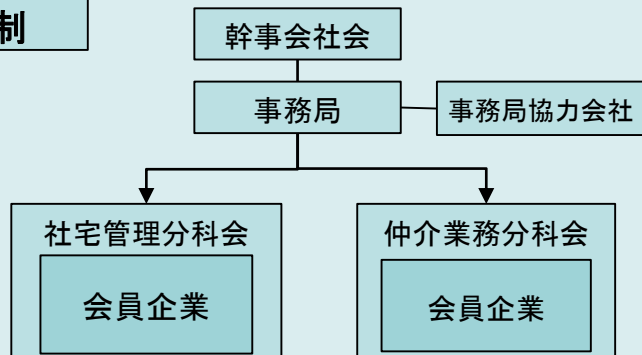 制
幹事会社会
事務局
事務局協力会社
社宅管理分科会
仲介業務分科会
会員企業
会員企業